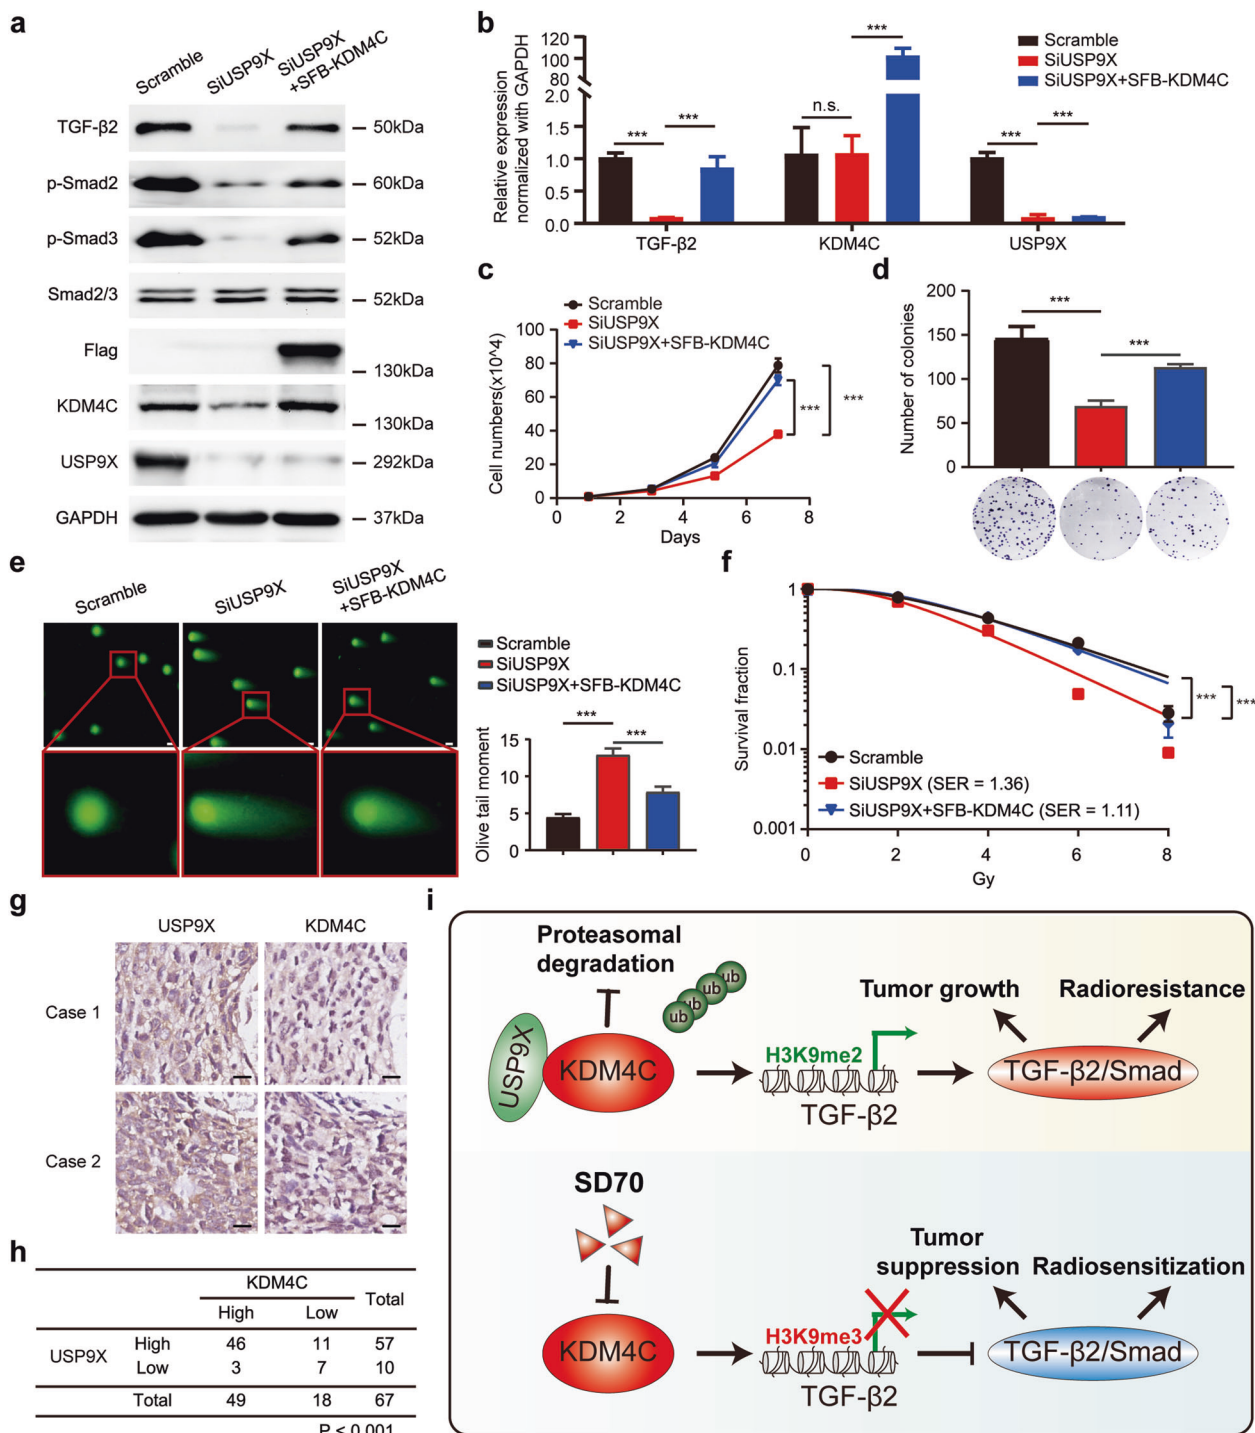 a
Scramble
SiUSP9X
SiUSP9X
+SFB-KDM4C
TGF-β2
50kDa
p-Smad2
60kDa
p-Smad3
52kDa
Smad2/3
52kDa
Flag
130kDa
KDM4C
130kDa
USP9X
292kDa
GAPDH
37kDa
b
Relative expression
normalized with GAPDH
120
100
80
2.0
1.5
1.0
0.5
0.0
***
***
n.s.
***
***
***
Scramble
SiUSP9X
SiUSP9X+SFB-KDM4C
TGF-β2
KDM4C
USP9X
c
Scramble
SiUSP9X
SiUSP9X+SFB-KDM4C
Cell numbers(x10^4)
100
80
60
40
20
0
***
***
0
2
4
6
8
Days
d
Number of colonies
200
150
100
50
0
***
***
e
Scramble
SiUSP9X
SiUSP9X
+SFB-KDM4C
Scramble
SiUSP9X
SiUSP9X+SFB-KDM4C
Olive tail moment
15
10
5
0
***
***
f
Survival fraction
1
0.1
0.01
0.001
***
***
Scramble
SiUSP9X (SER = 1.36)
SiUSP9X+SFB-KDM4C (SER = 1.11)
0
2
4
6
8
Gy
g
USP9X
KDM4C
Case 1
Case 2
h
KDM4C
Total
High
Low
USP9X
High
46
11
57
Low
3
7
10
Total
49
18
67
P < 0.001
i
Proteasomal
degradation
ub
ub
ub
ub
USP9X
KDM4C
H3K9me2
TGF-β2
Tumor growth
Radioresistance
TGF-β2/Smad
SD70
KDM4C
H3K9me3
TGF-β2
Tumor
suppression
Radiosensitization
TGF-β2/Smad